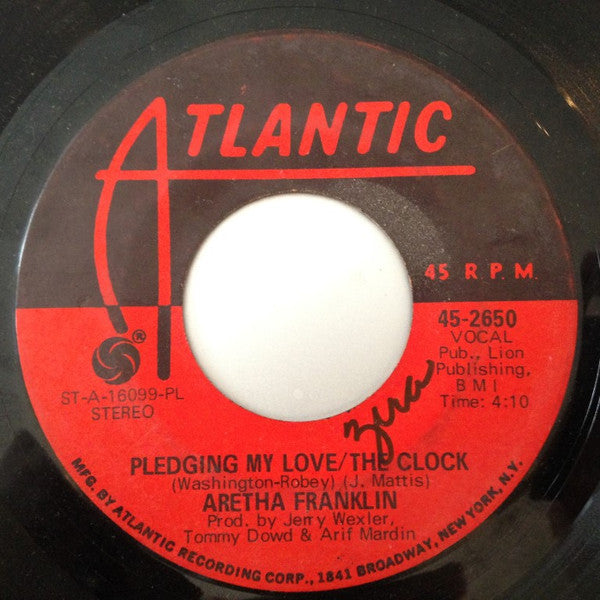 ATLANTIC
®
45 R.P.M.
45-2650
VOCAL
Pub., Lion
Publishing,
BMI
Time: 4:10
ST-A-16099-PL
STEREO
PLEDGING MY LOVE/THE CLOCK
(Washington-Robey) (J. Mattis)
ARETHA FRANKLIN
Prod. by Jerry Wexler,
Tommy Dowd & Arif Mardin
MFG. BY ATLANTIC RECORDING CORP., 1841 BROADWAY, NEW YORK, N.Y.